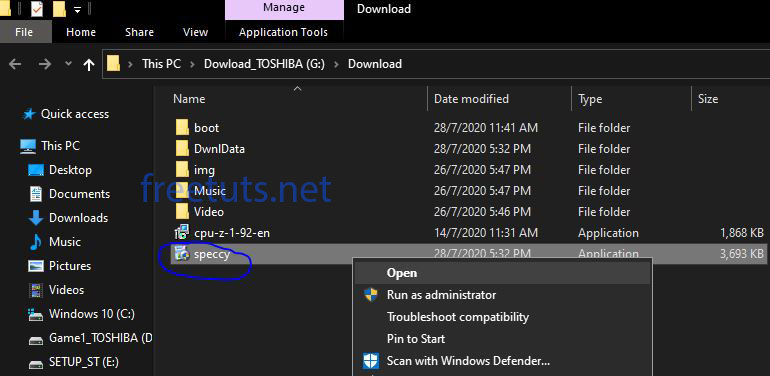 Manage
Download
File Home Share View Application Tools
This PC > Dowload_TOSHIBA (G:) > Download
Name Date modified Type Size
Quick access
This PC
Desktop
Documents
Downloads
Music
Pictures
Videos
Windows 10 (C:)
Game1_TOSHIBA (D
SETUP_ST (E:)
boot 28/7/2020 11:41 AM File folder
DwnlData 28/7/2020 5:32 PM File folder
img 26/7/2020 5:47 PM File folder
Music 26/7/2020 5:47 PM File folder
Video 26/7/2020 5:46 PM File folder
cpu-z-1-92-en 14/7/2020 11:31 AM Application 1,868 KB
speccy 28/7/2020 5:32 PM Application 3,693 KB
freetuts.net
Open
Run as administrator
Troubleshoot compatibility
Pin to Start
Scan with Windows Defender...